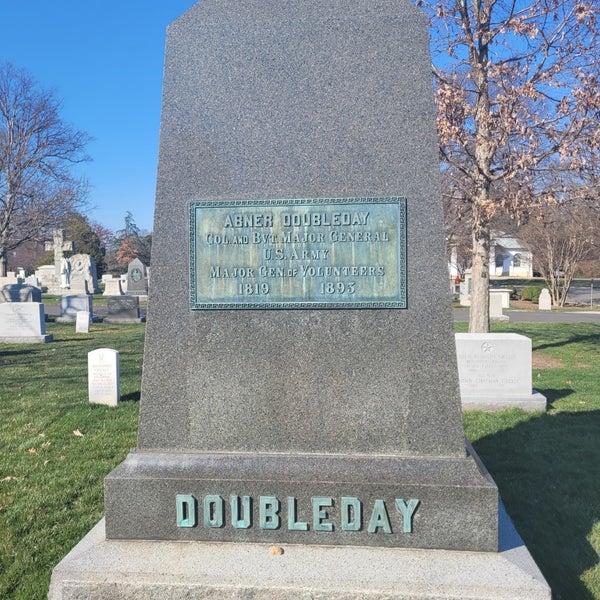 ABNER DOUBLEDAY
COL. AND BVT. MAJOR GENERAL
U.S. ARMY
MAJOR GEN. OF VOLUNTEERS
1819 1893
DOUBLEDAY